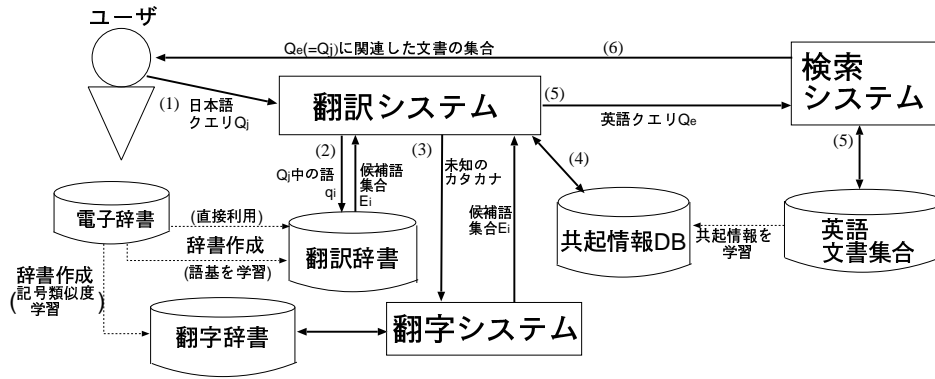 ユーザ
Qe(=Qj)に関連した文書の集合
(6)
検索
システム
(1)
日本語
クエリQj
翻訳システム
(5)
英語クエリQe
(2)
Qj中の語
qi
候補語
集合
Ei
(3)
未知の
カタカナ
候補語
集合Ei
(4)
(5)
電子辞書
(直接利用)
辞書作成
(語基を学習)
翻訳辞書
共起情報DB
共起情報を
学習
英語
文書集合
辞書作成
(記号類似度
学習)
翻字辞書
翻字システム